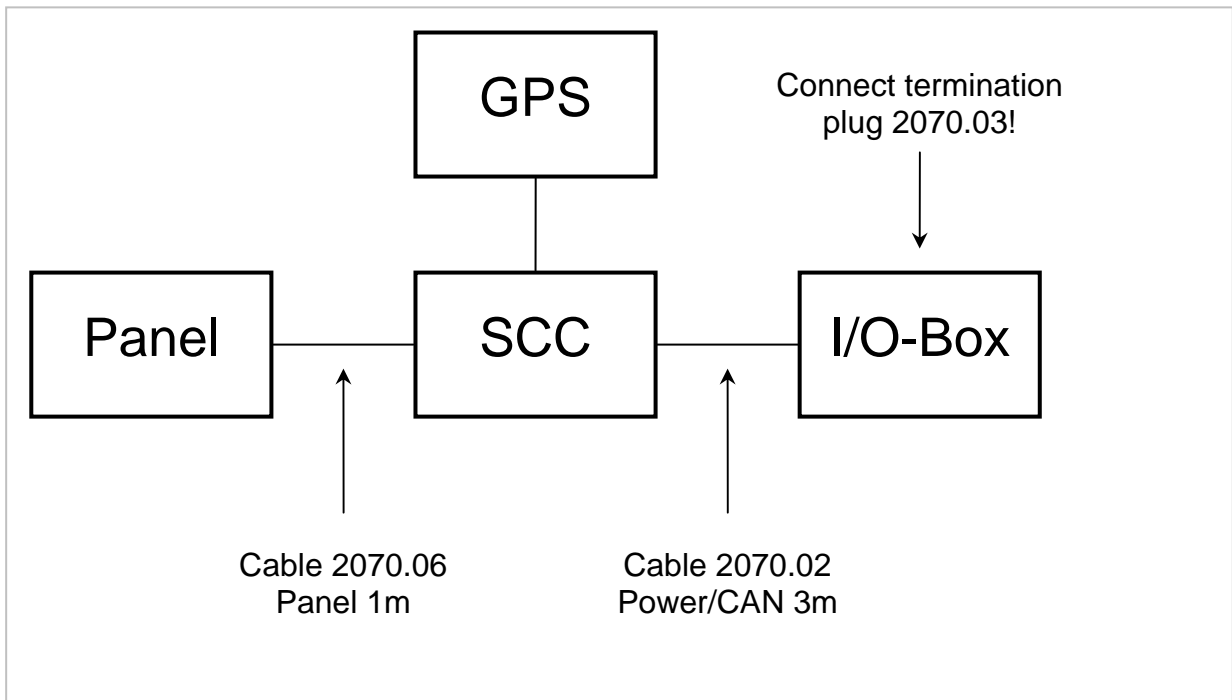 GPS
Connect termination
plug 2070.03!
Panel
SCC
I/O-Box
Cable 2070.06
Panel 1m
Cable 2070.02
Power/CAN 3m